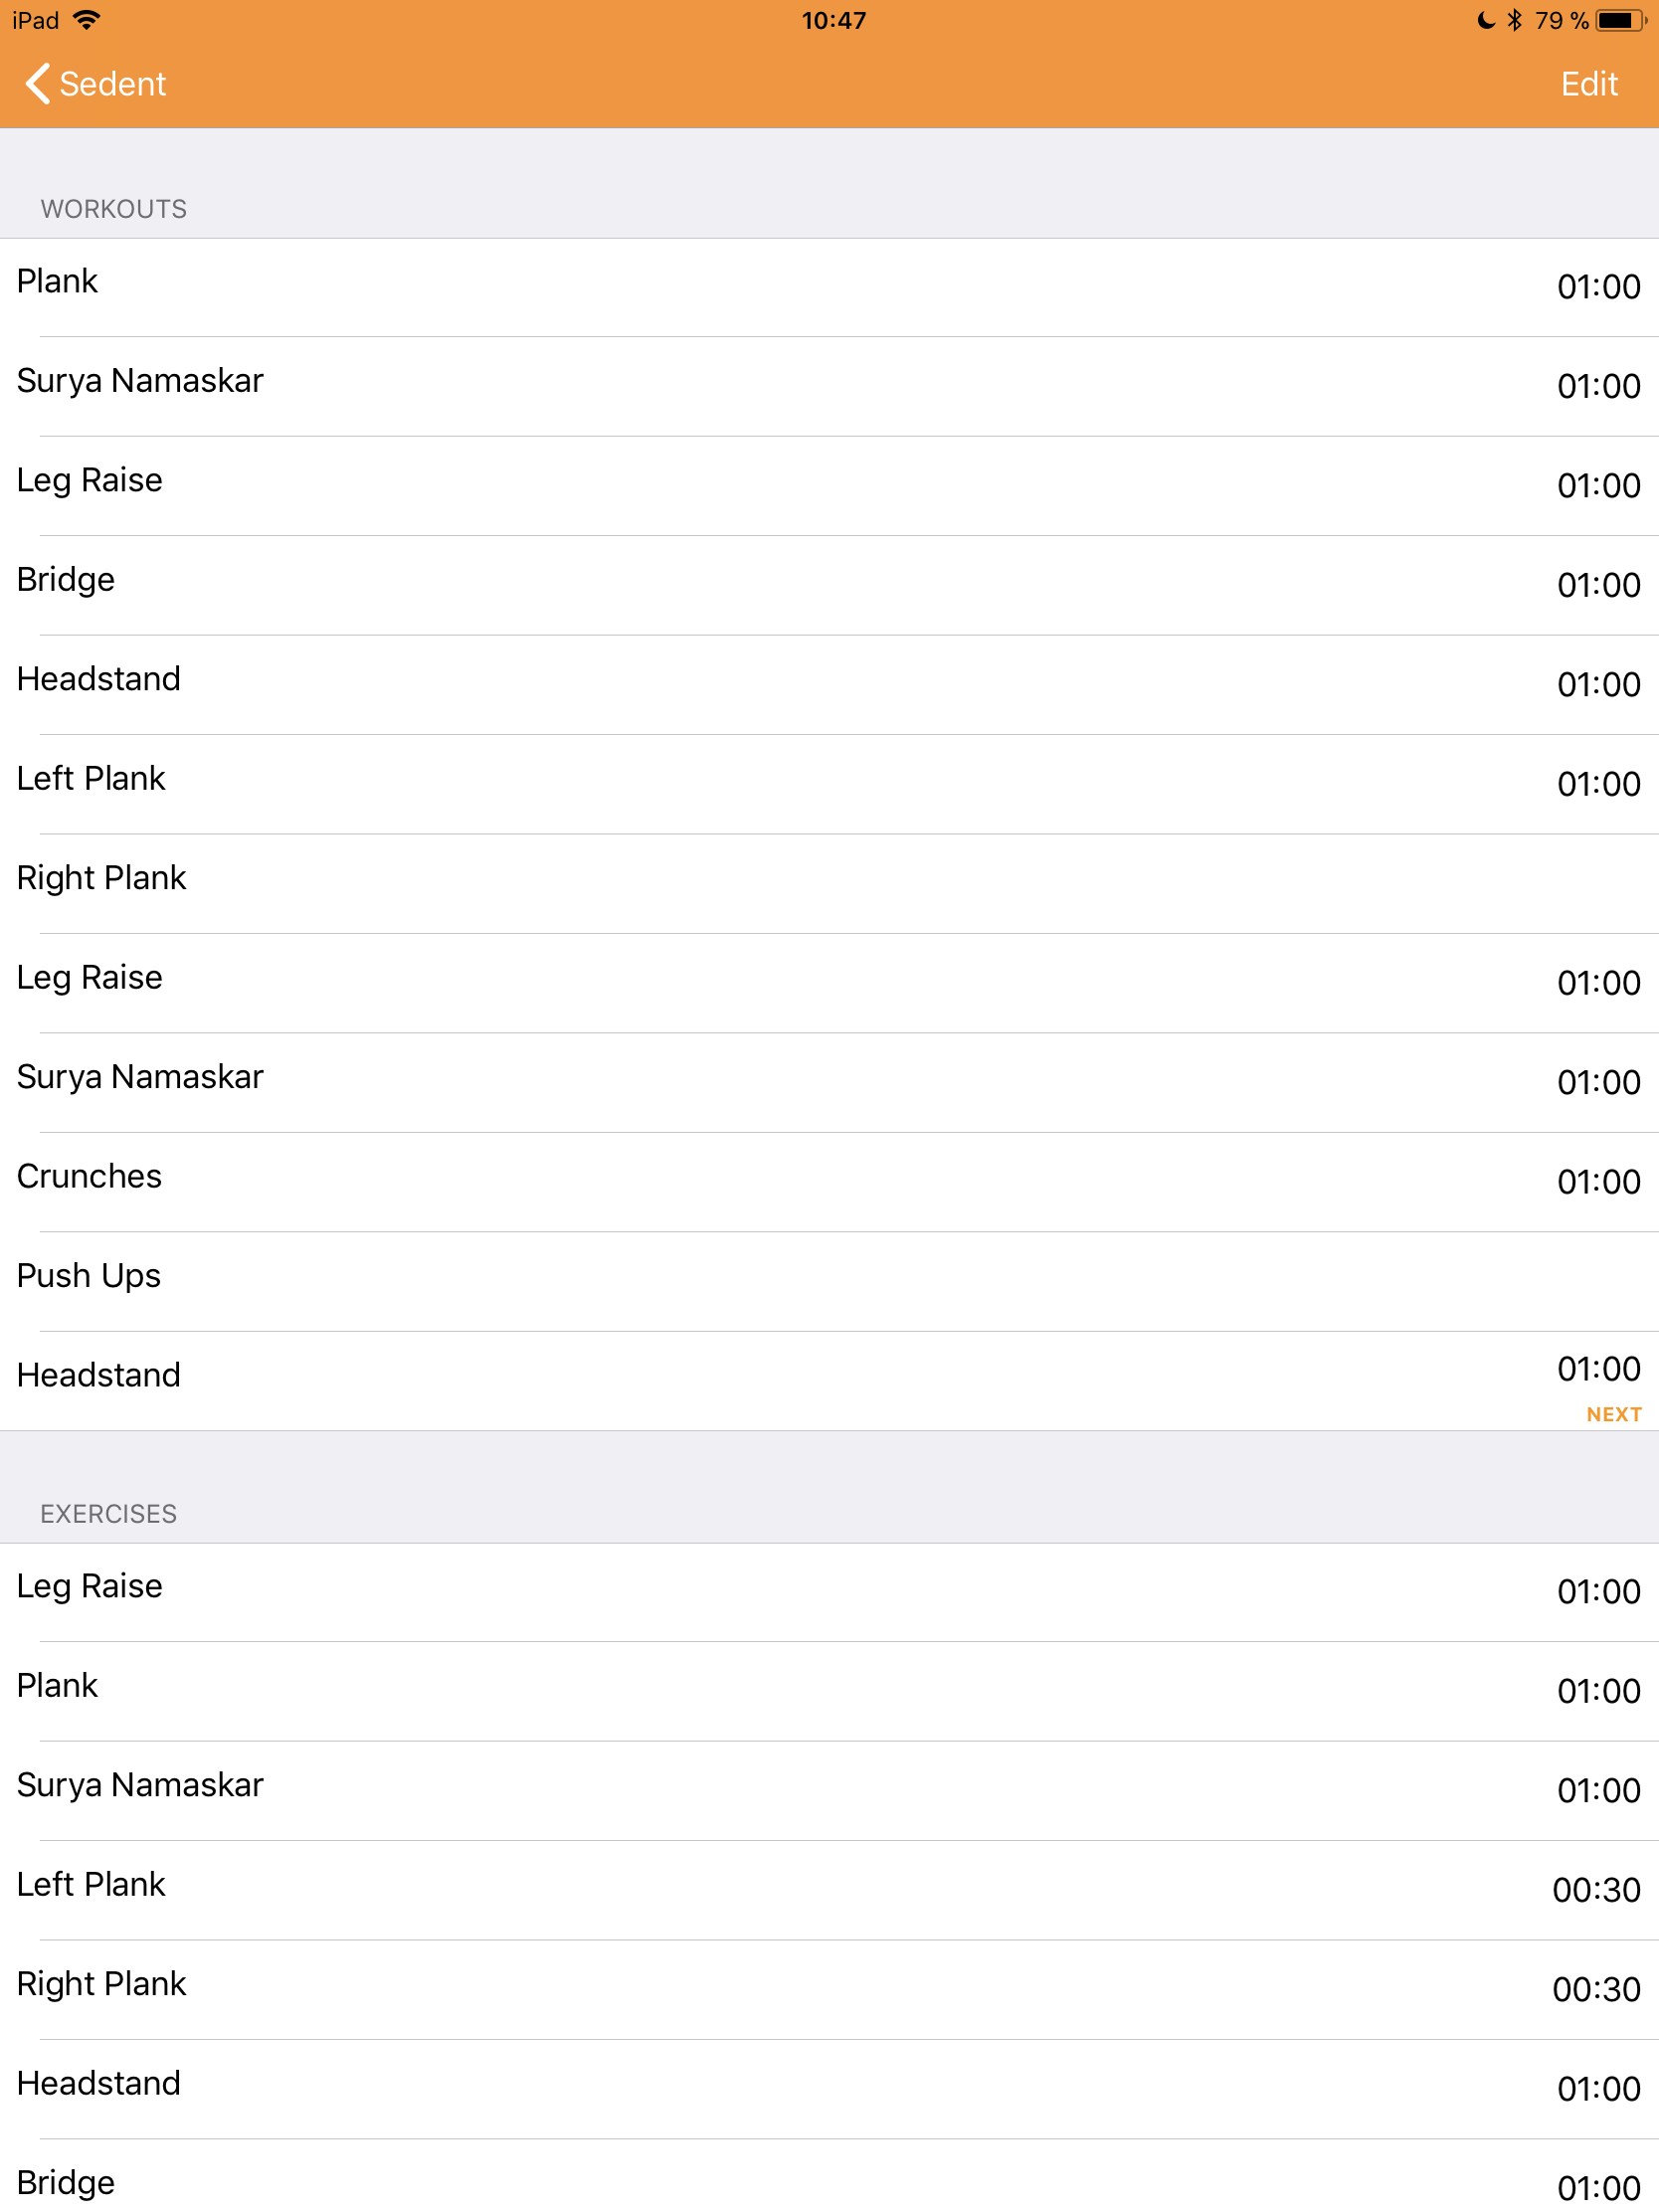 iPad 10:47 79 %
Sedent Edit
WORKOUTS
Plank 01:00
Surya Namaskar 01:00
Leg Raise 01:00
Bridge 01:00
Headstand 01:00
Left Plank 01:00
Right Plank
Leg Raise 01:00
Surya Namaskar 01:00
Crunches 01:00
Push Ups
Headstand 01:00
NEXT
EXERCISES
Leg Raise 01:00
Plank 01:00
Surya Namaskar 01:00
Left Plank 00:30
Right Plank 00:30
Headstand 01:00
Bridge 01:00